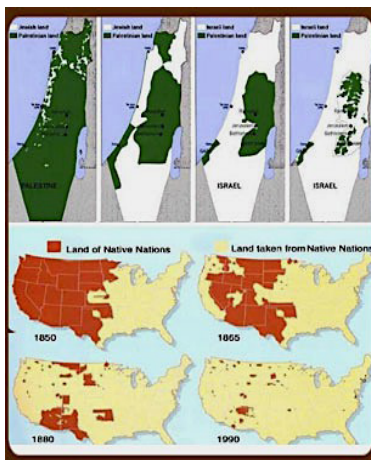 Jewish land
Palestinian land
Jewish land
Palestinian land
Israeli land
Palestinian land
Israeli land
Palestinian land
PALESTINE
ISRAEL
ISRAEL
Land of Native Nations
Land taken from Native Nations
1850
1865
1880
1990